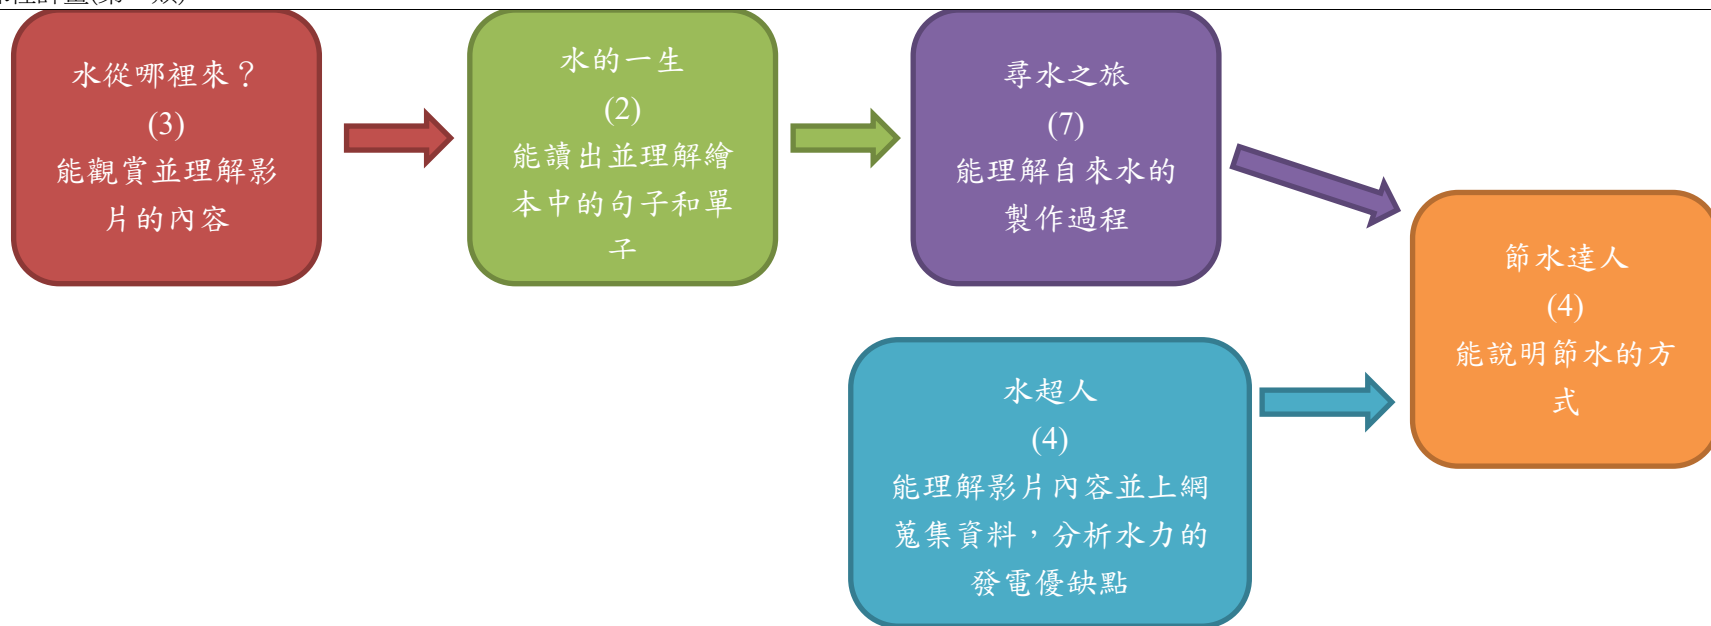 水從哪裡來？
(3)
能觀賞並理解影
片的內容
水的一生
(2)
能讀出並理解繪
本中的句子和單
子
尋水之旅
(7)
能理解自來水的
製作過程
水超人
(4)
能理解影片內容並上網
蒐集資料，分析水力的
發電優缺點
節水達人
(4)
能說明節水的方
式